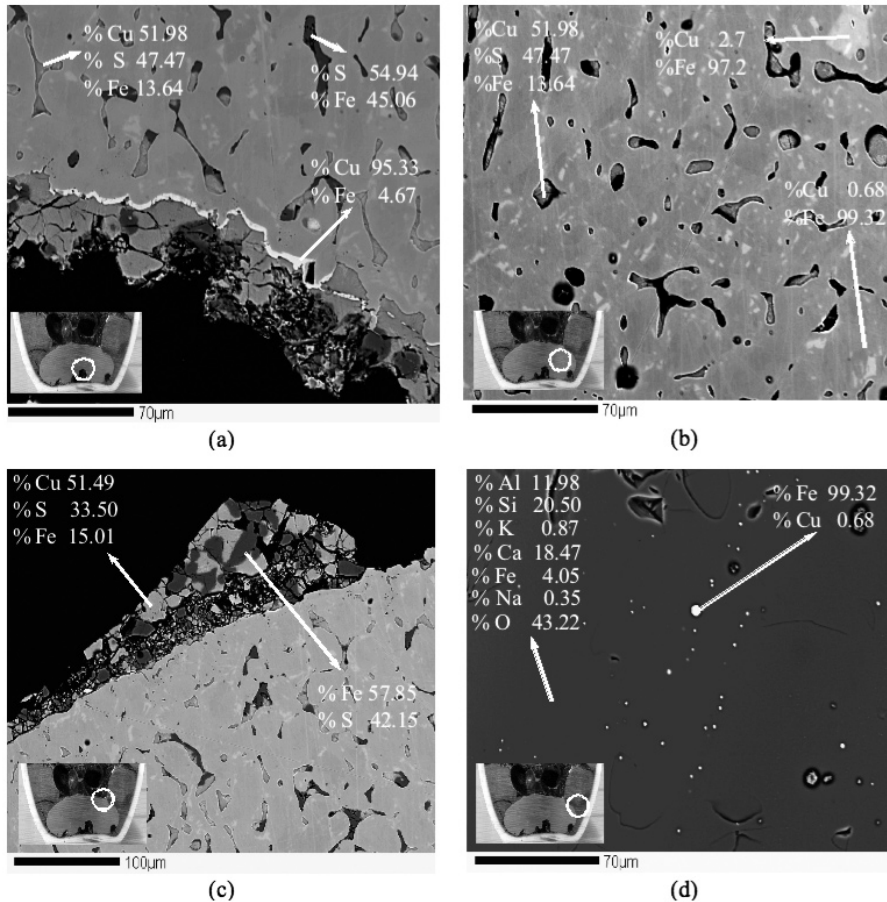 % Cu 51.98
% S 47.47
% Fe 13.64
% S 54.94
% Fe 45.06
% Cu 95.33
% Fe 4.67
70µm
(a)
%Cu 51.98
%S 47.47
%Fe 13.64
%Cu 2.7
%Fe 97.2
%Cu 0.68
%Fe 99.32
70µm
(b)
% Cu 51.49
% S 33.50
% Fe 15.01
% Fe 57.85
% S 42.15
100µm
(c)
% Al 11.98
% Si 20.50
% K 0.87
% Ca 18.47
% Fe 4.05
% Na 0.35
% O 43.22
% Fe 99.32
% Cu 0.68
70µm
(d)